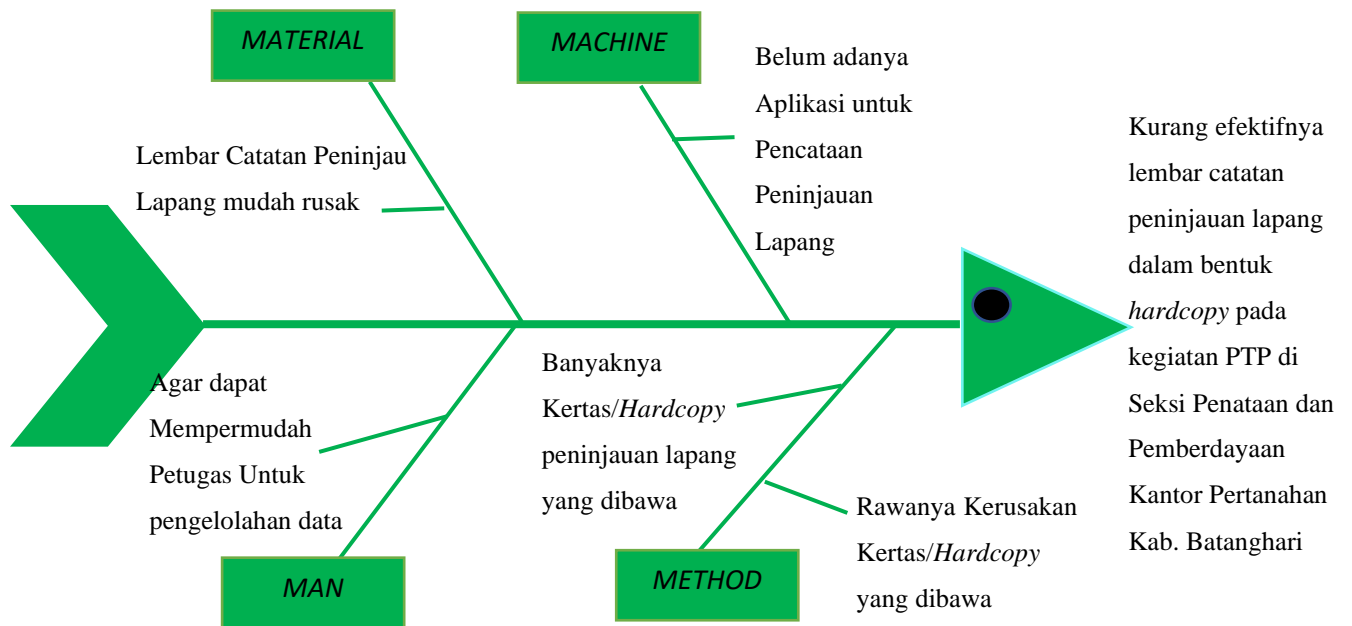 MATERIAL
Lembar Catatan Peninjau
Lapang mudah rusak
MACHINE
Belum adanya
Aplikasi untuk
Pencataan
Peninjauan
Lapang
Agar dapat
Mempermudah
Petugas Untuk
pengelolahan data
MAN
Banyaknya
Kertas/Hardcopy
peninjauan lapang
yang dibawa
METHOD
Rawanya Kerusakan
Kertas/Hardcopy
yang dibawa
Kurang efektifnya
lembar catatan
peninjauan lapang
dalam bentuk
hardcopy pada
kegiatan PTP di
Seksi Penataan dan
Pemberdayaan
Kantor Pertanahan
Kab. Batanghari